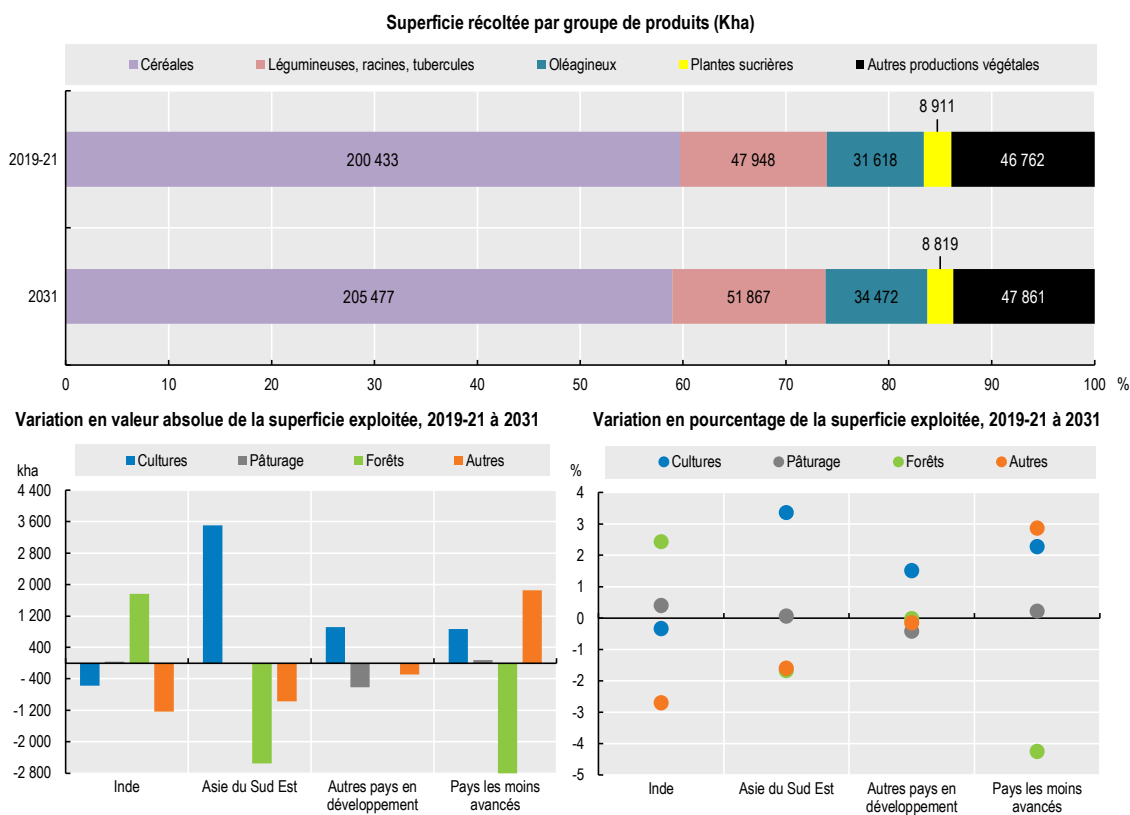 Superficie récoltée par groupe de produits (Kha)
Céréales Légumineuses, racines, tubercules Oléagineux Plantes sucrières Autres productions végétales
8 911
2019-21 200 433 47 948 31 618 46 762
8 819
2031 205 477 51 867 34 472 47 861
0 10 20 30 40 50 60 70 80 90 100 %
Variation en valeur absolue de la superficie exploitée, 2019-21 à 2031
kha
Cultures Pâturage Forêts Autres
4 400
3 600
2 800
2 000
1 200
400
- 400
-1 200
-2 000
-2 800
Inde Asie du Sud Est Autres pays en développement Pays les moins avancés
Variation en pourcentage de la superficie exploitée, 2019-21 à 2031
%
Cultures Pâturage Forêts Autres
4
3
2
1
0
-1
-2
-3
-4
-5
Inde Asie du Sud Est Autres pays en développement Pays les moins avancés